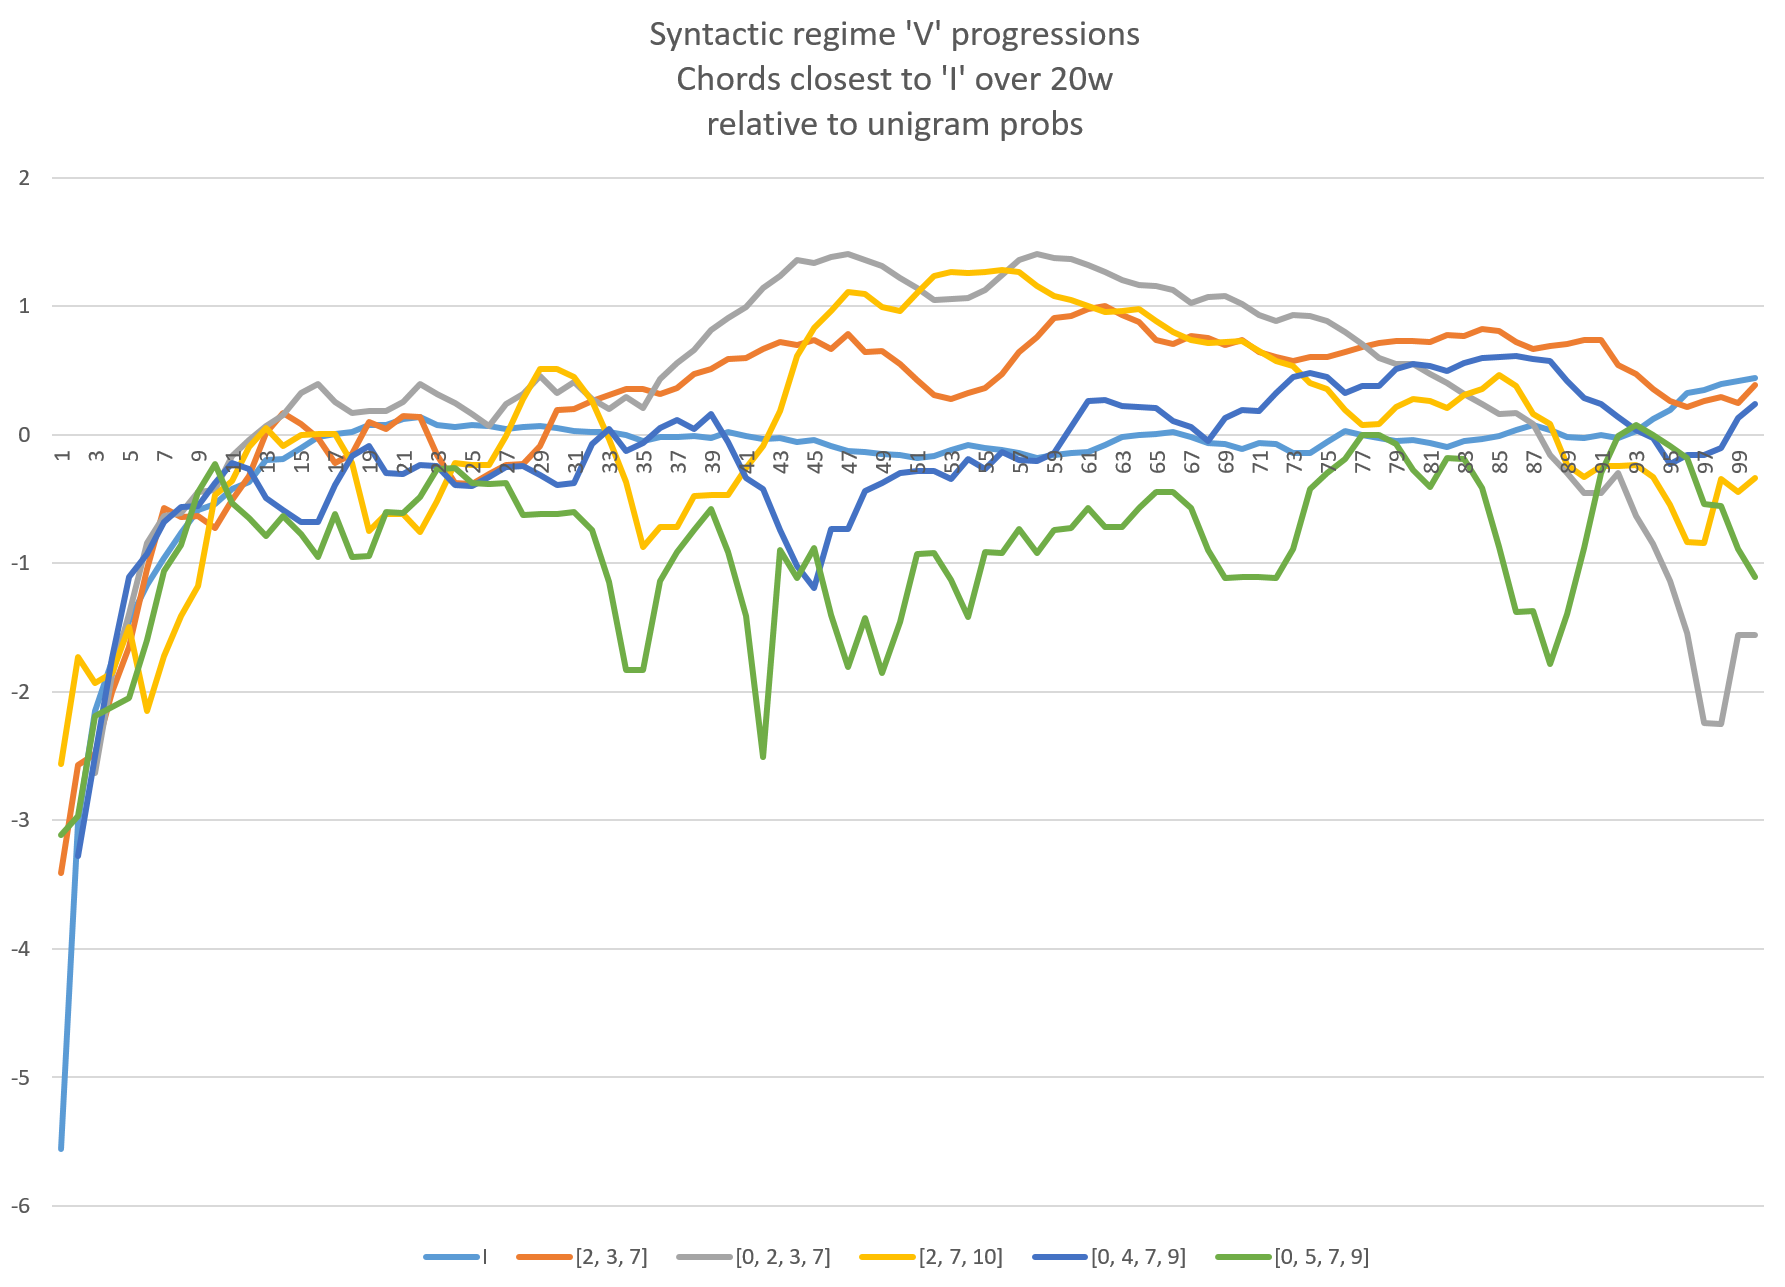 Syntactic regime 'V' progressions
Chords closest to 'I' over 20w
relative to unigram probs
2
1
0
-1
-2
-3
-4
-5
-6
1 3 5 7 9 11 13 15 17 19 21 23 25 27 29 31 33 35 37 39 41 43 45 47 49 51 53 55 57 59 61 63 65 67 69 71 73 75 77 79 81 83 85 87 89 91 93 95 97 99
I [2, 3, 7] [0, 2, 3, 7] [2, 7, 10] [0, 4, 7, 9] [0, 5, 7, 9]